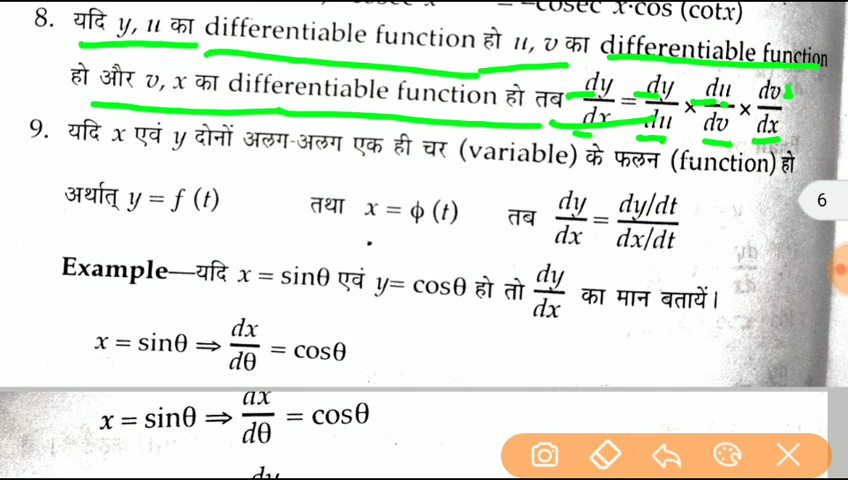 cosec x·cos (cotx)
8. यदि y, u का differentiable function हो u, v का differentiable function
हो और v, x का differentiable function हो तब dy/dx = dy/du × du/dv × dv/dx
9. यदि x एवं y दोनों अलग-अलग एक ही चर (variable) के फलन (function) हो
अर्थात् y = f (t) तथा x = ϕ (t) तब dy/dx = dy/dt / dx/dt
6
Example—यदि x = sinθ एवं y= cosθ हो तो dy/dx का मान बतायें।
x = sinθ ⇒ dx/dθ = cosθ
x = sinθ ⇒ dx/dθ = cosθ